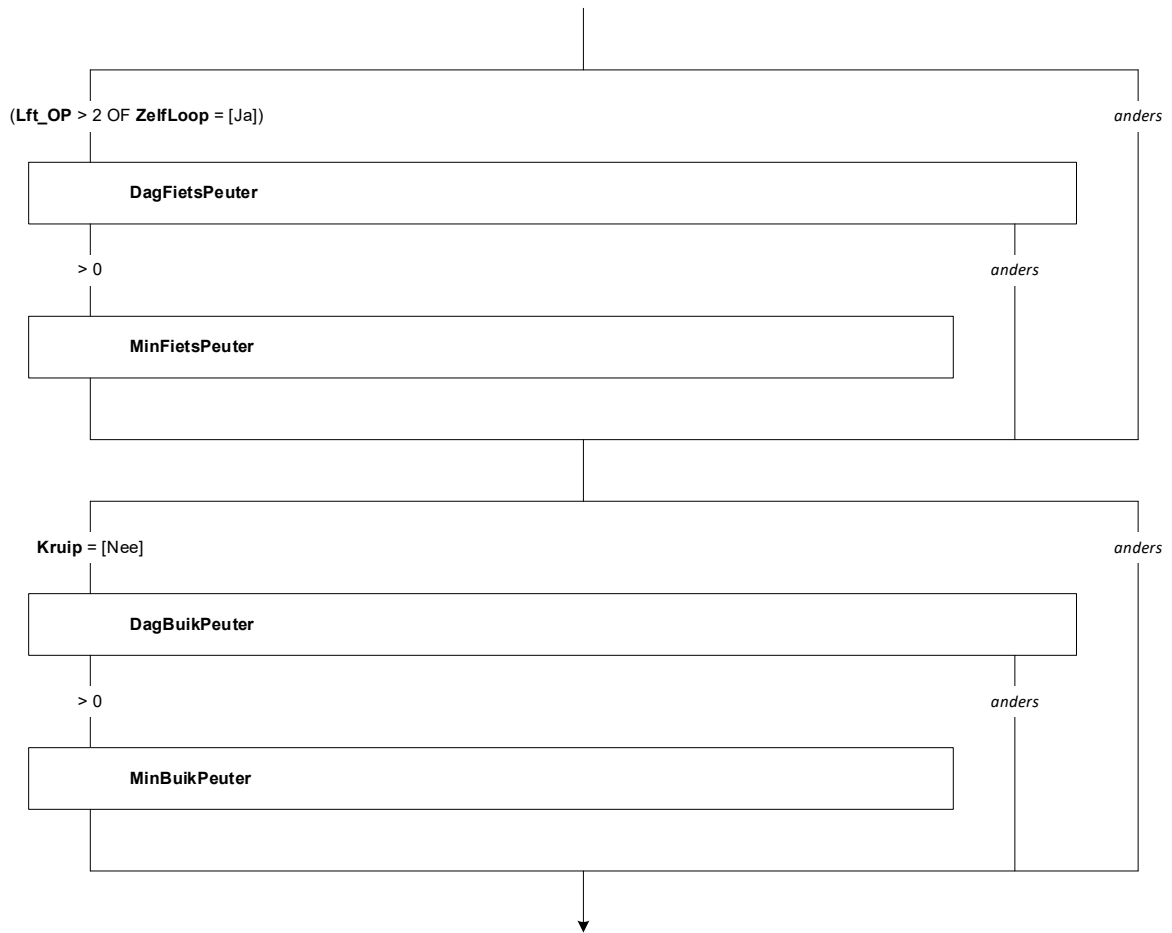 (Lft_OP > 2 OF ZelfLoop = [Ja])
anders
DagFietsPeuter
> 0
anders
MinFietsPeuter
Kruip = [Nee]
anders
DagBuikPeuter
> 0
anders
MinBuikPeuter